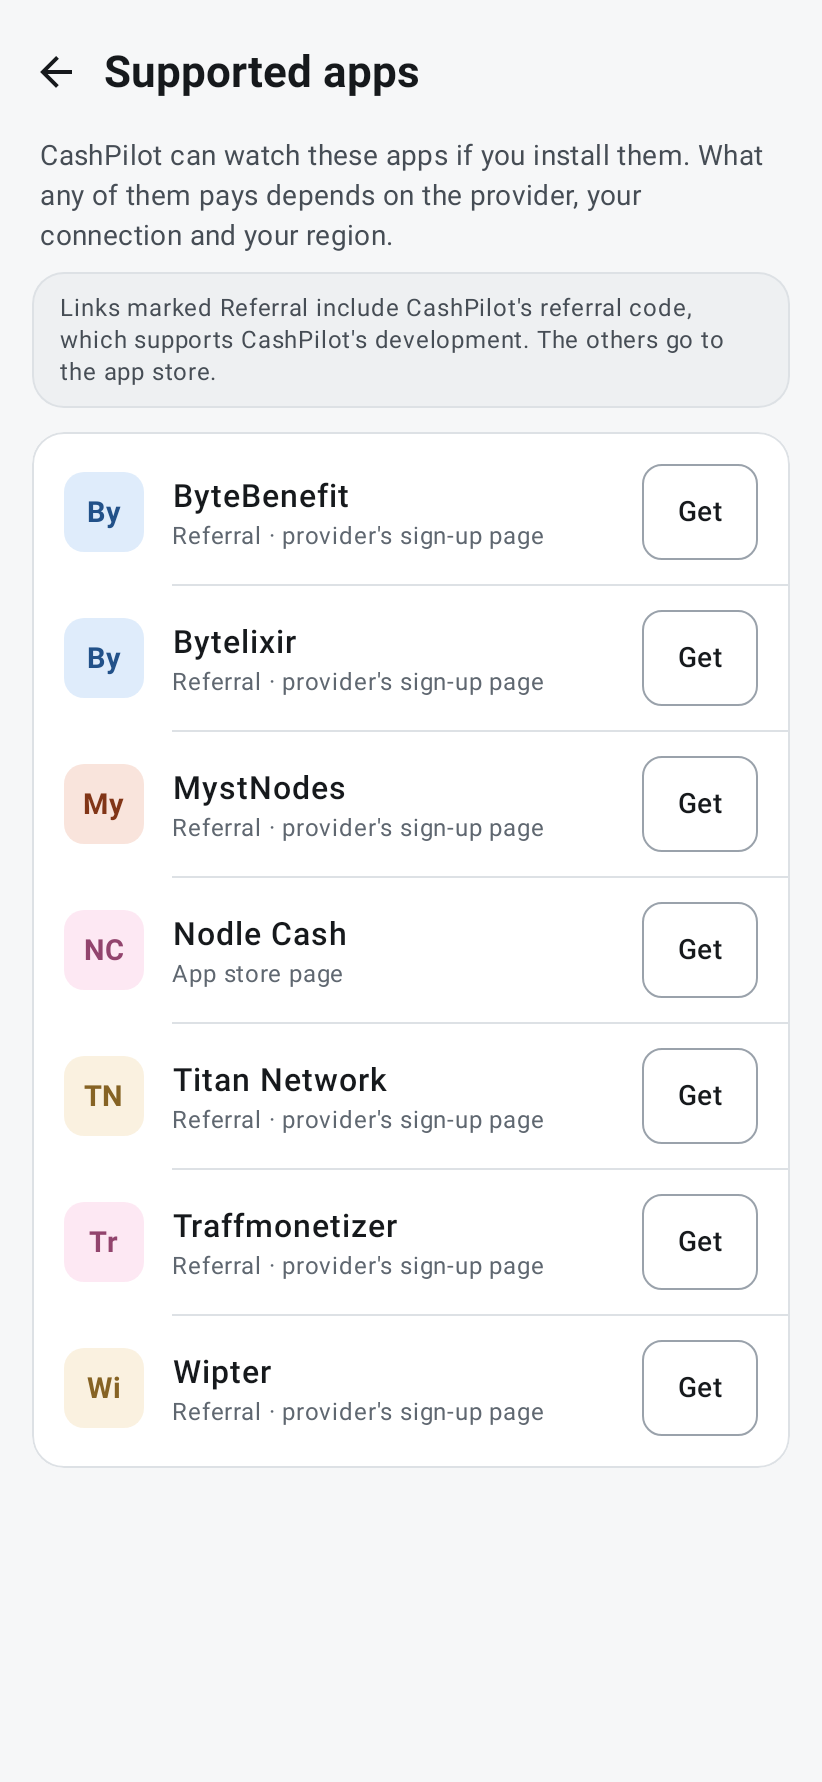 Supported apps
CashPilot can watch these apps if you install them. What
any of them pays depends on the provider, your
connection and your region.
Links marked Referral include CashPilot's referral code,
which supports CashPilot's development. The others go to
the app store.
By
ByteBenefit
Referral · provider's sign-up page
Get
By
Bytelixir
Referral · provider's sign-up page
Get
My
MystNodes
Referral · provider's sign-up page
Get
NC
Nodle Cash
App store page
Get
TN
Titan Network
Referral · provider's sign-up page
Get
Tr
Traffmonetizer
Referral · provider's sign-up page
Get
Wi
Wipter
Referral · provider's sign-up page
Get